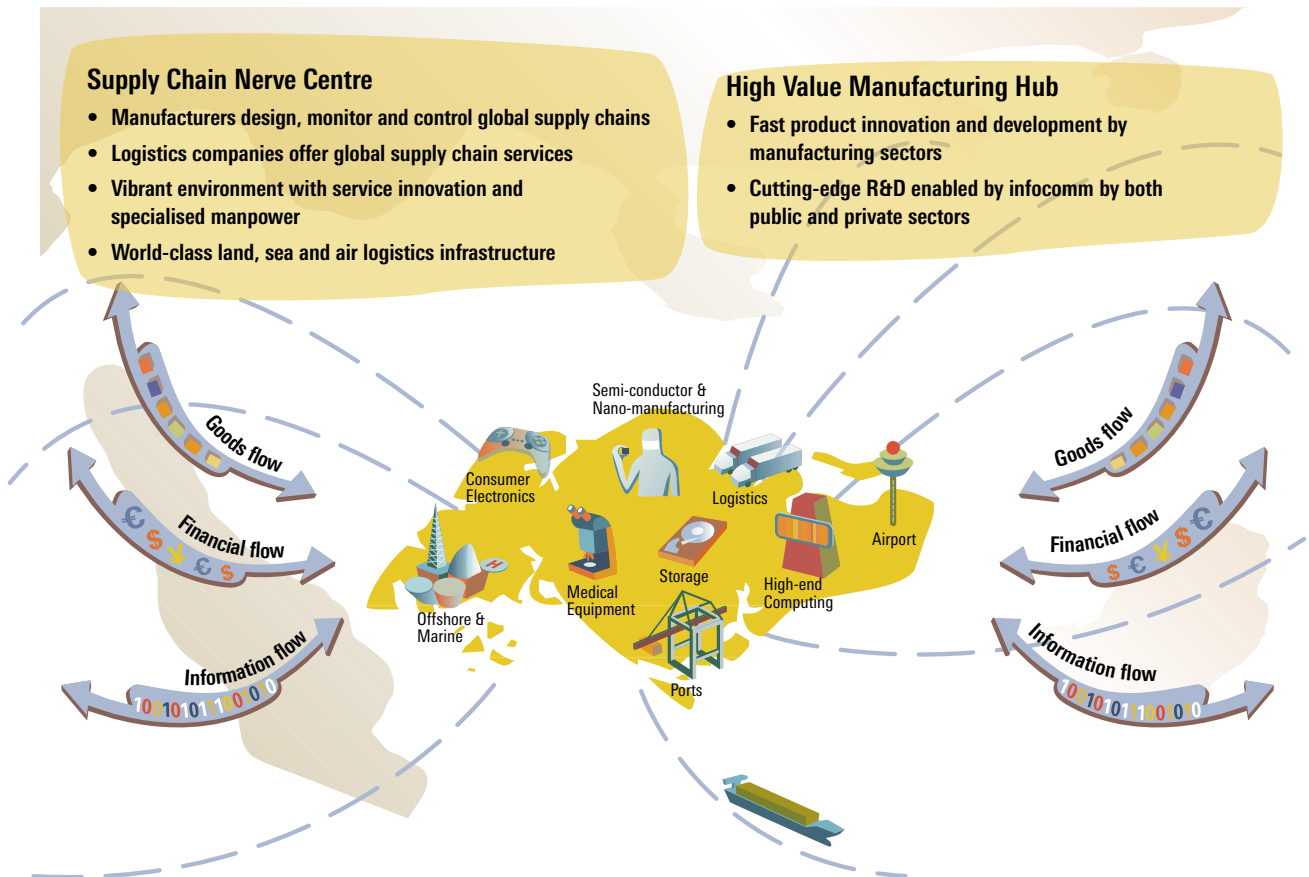 Supply Chain Nerve Centre
• Manufacturers design, monitor and control global supply chains
• Logistics companies offer global supply chain services
• Vibrant environment with service innovation and
specialised manpower
• World-class land, sea and air logistics infrastructure
High Value Manufacturing Hub
• Fast product innovation and development by
manufacturing sectors
• Cutting-edge R&D enabled by infocomm by both
public and private sectors
Goods flow
Financial flow
€ $ ¥ € $
Information flow
1001010111001010
Semi-conductor &
Nano-manufacturing
Consumer
Electronics
Logistics
Airport
Offshore &
Marine
H
Medical
Equipment
Storage
High-end
Computing
Ports
Goods flow
Financial flow
$ € ¥ $ €
Information flow
1001010111001010